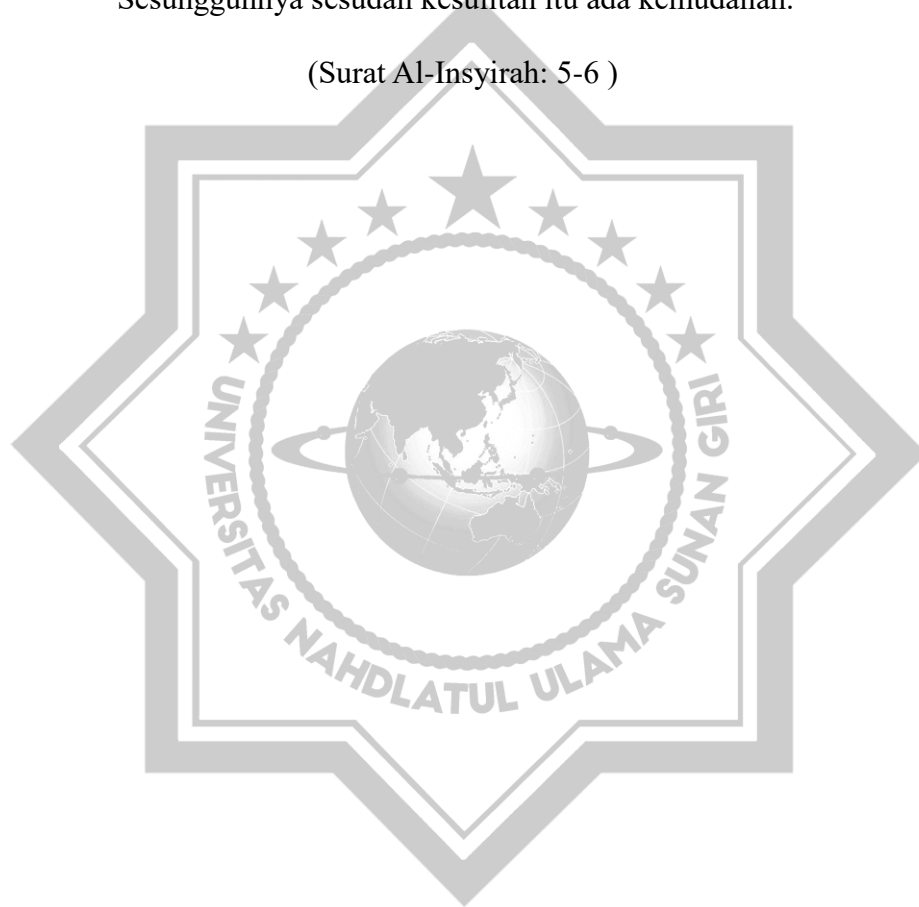 Sesungguhnya sesudah kesulitan itu ada kemudahan.
(Surat Al-Insyirah: 5-6 )
UNIVERSITAS NAHDLATUL ULAMA SUNAN GIRI